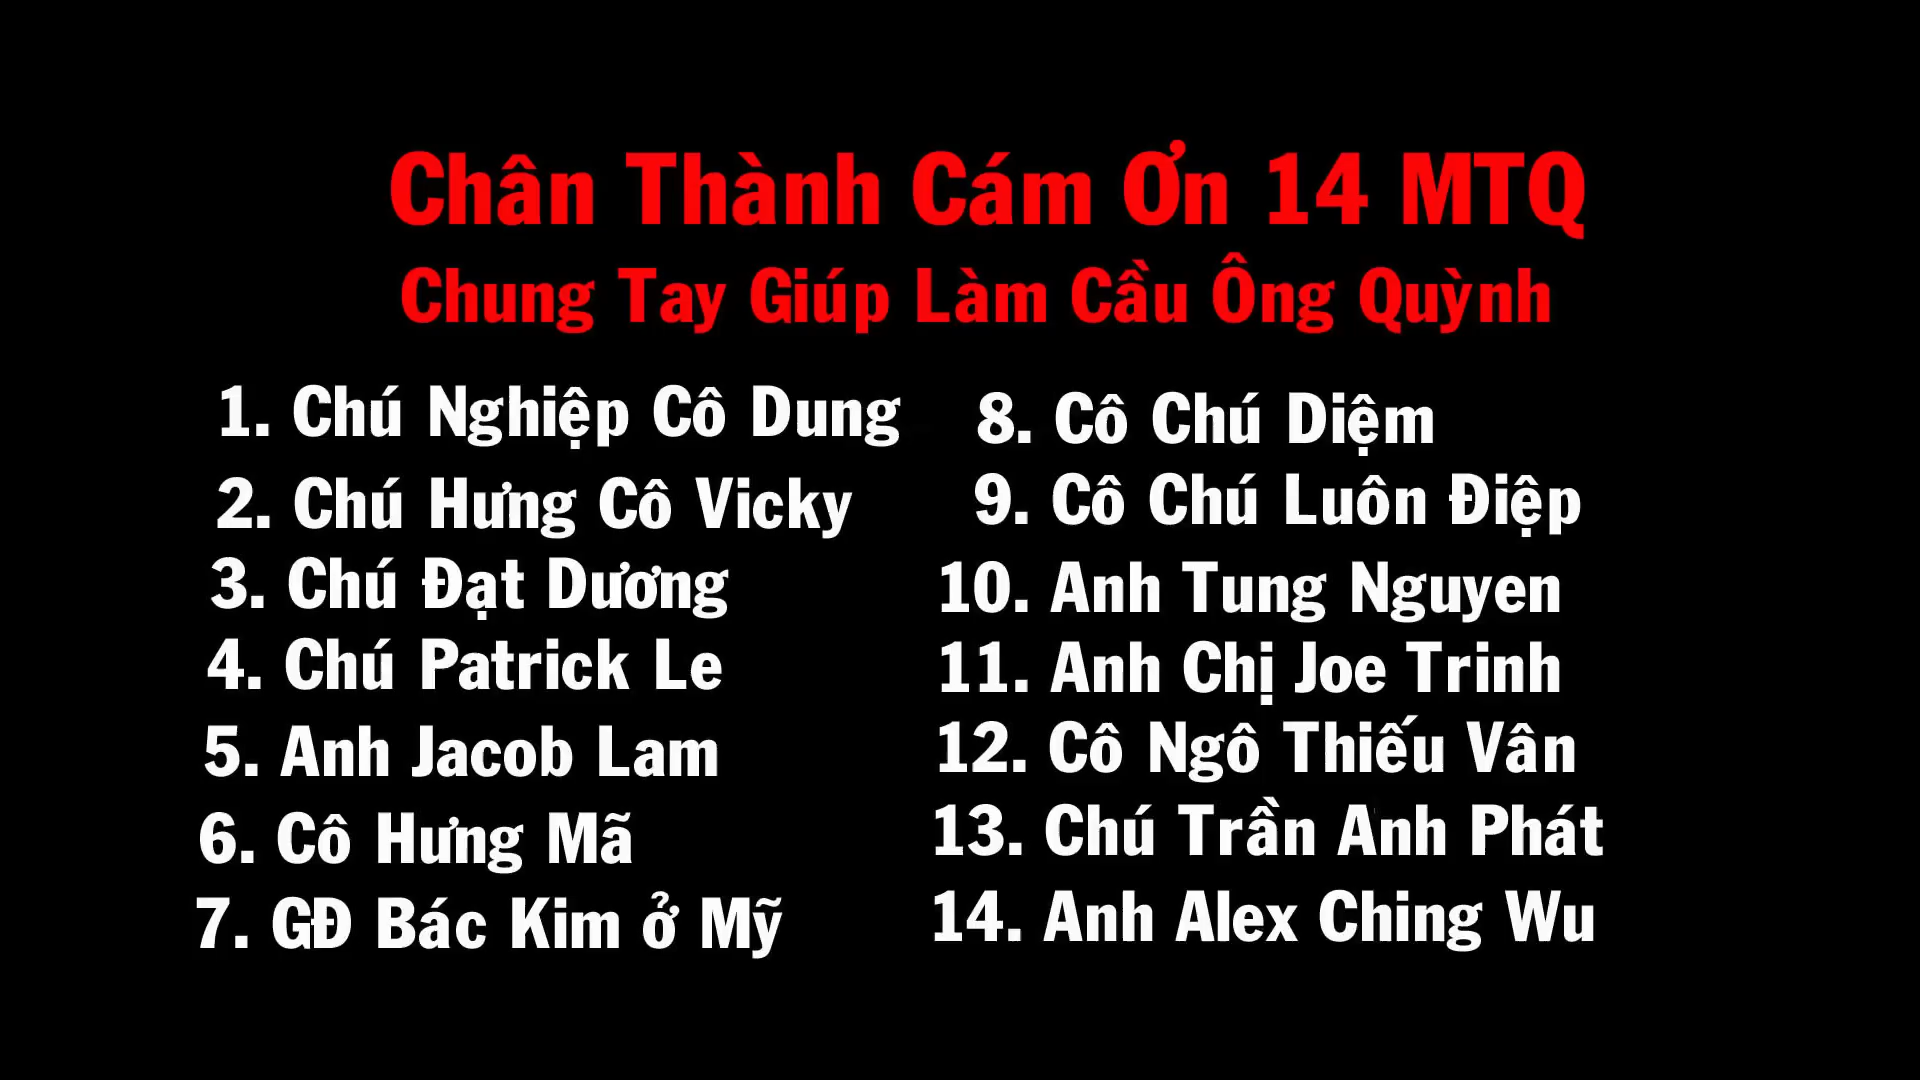 Chân Thành Cám Ơn 14 MTQ
Chung Tay Giúp Làm Cầu Ông Quỳnh
1. Chú Nghiệp Cô Dung
2. Chú Hưng Cô Vicky
3. Chú Đạt Dương
4. Chú Patrick Le
5. Anh Jacob Lam
6. Cô Hưng Mã
7. GĐ Bác Kim ở Mỹ
8. Cô Chú Diệm
9. Cô Chú Luôn Điệp
10. Anh Tung Nguyen
11. Anh Chị Joe Trinh
12. Cô Ngô Thiếu Vân
13. Chú Trần Anh Phát
14. Anh Alex Ching Wu